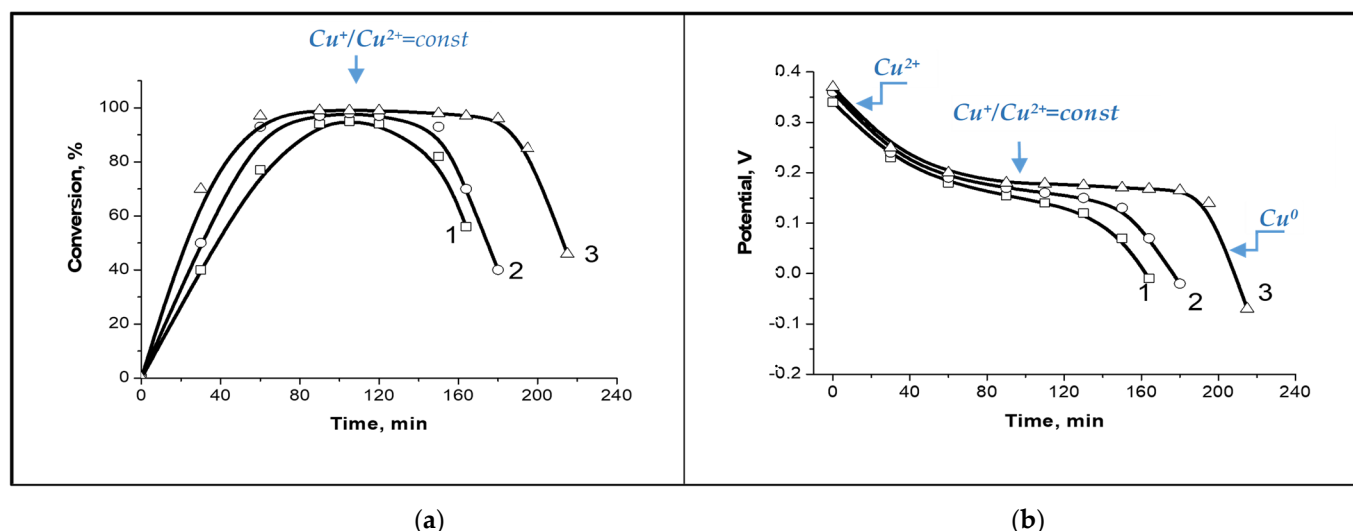 Cu⁺/Cu²⁺=const
Conversion, %
100
80
60
40
20
0
0 40 80 120 160 200 240
Time, min
1
2
3
(a)
Cu²⁺
Cu⁺/Cu²⁺=const
Cu⁰
Potential, V
0.4
0.3
0.2
0.1
0.0
-0.1
-0.2
0 40 80 120 160 200 240
Time, min
1
2
3
(b)